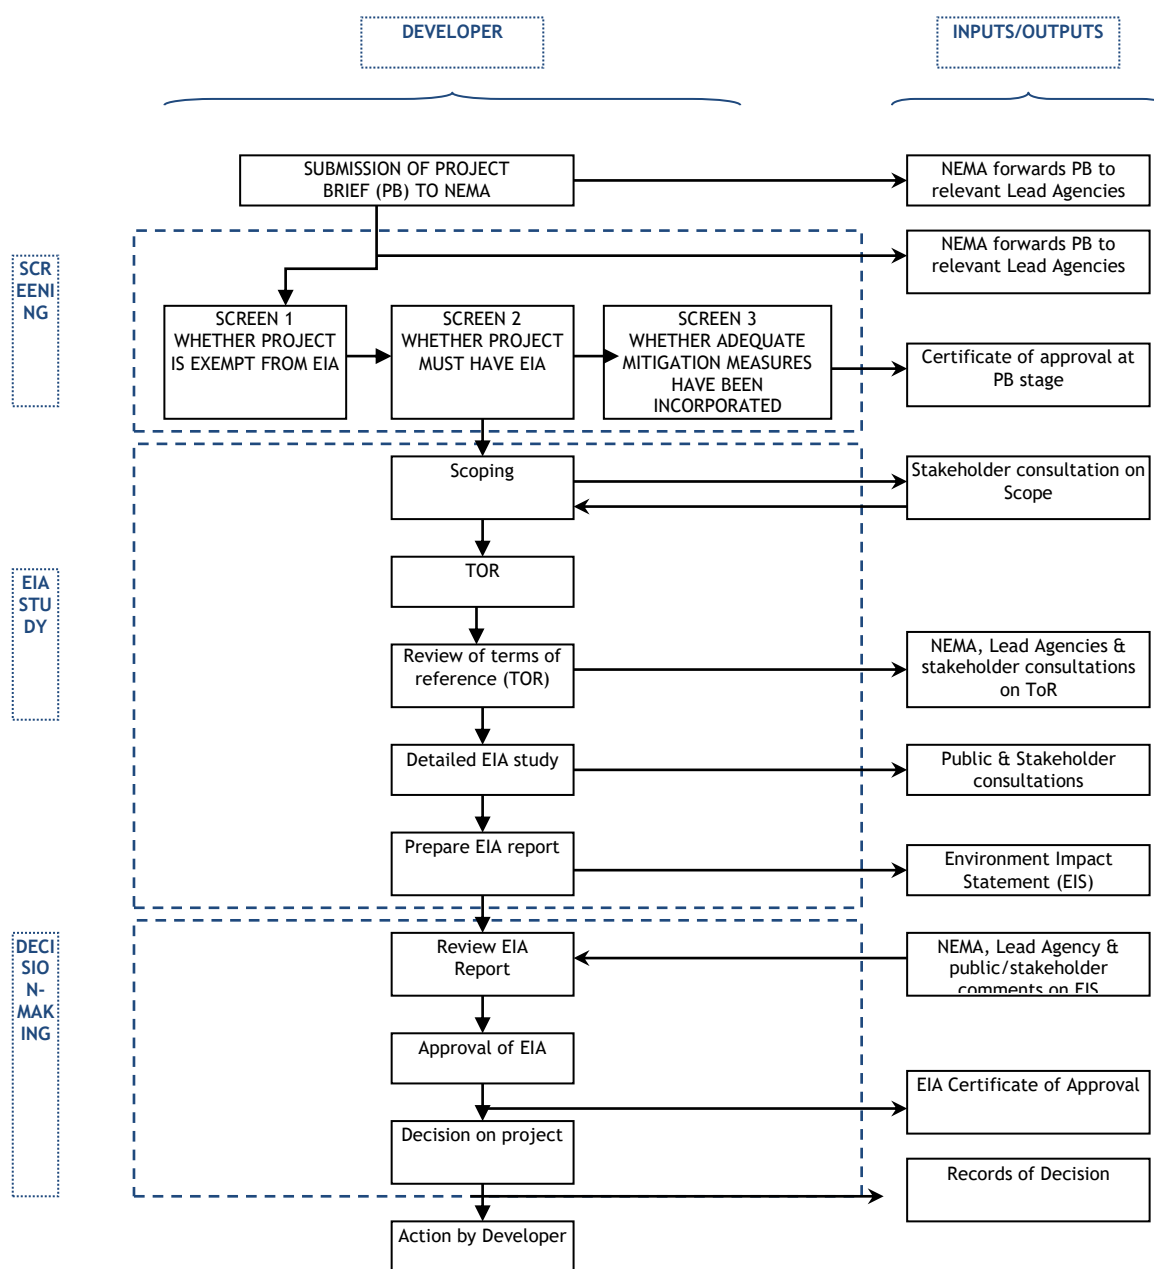 DEVELOPER
INPUTS/OUTPUTS
SUBMISSION OF PROJECT
BRIEF (PB) TO NEMA
NEMA forwards PB to
relevant Lead Agencies
SCR
EENI
NG
NEMA forwards PB to
relevant Lead Agencies
SCREEN 1
WHETHER PROJECT
IS EXEMPT FROM EIA
SCREEN 2
WHETHER PROJECT
MUST HAVE EIA
SCREEN 3
WHETHER ADEQUATE
MITIGATION MEASURES
HAVE BEEN
INCORPORATED
Certificate of approval at
PB stage
Scoping
Stakeholder consultation on
Scope
EIA
STU
DY
TOR
Review of terms of
reference (TOR)
NEMA, Lead Agencies &
stakeholder consultations
on ToR
Detailed EIA study
Public & Stakeholder
consultations
Prepare EIA report
Environment Impact
Statement (EIS)
DECI
SIO
N-
MAK
ING
Review EIA
Report
NEMA, Lead Agency &
public/stakeholder
comments on EIS
Approval of EIA
EIA Certificate of Approval
Decision on project
Records of Decision
Action by Developer